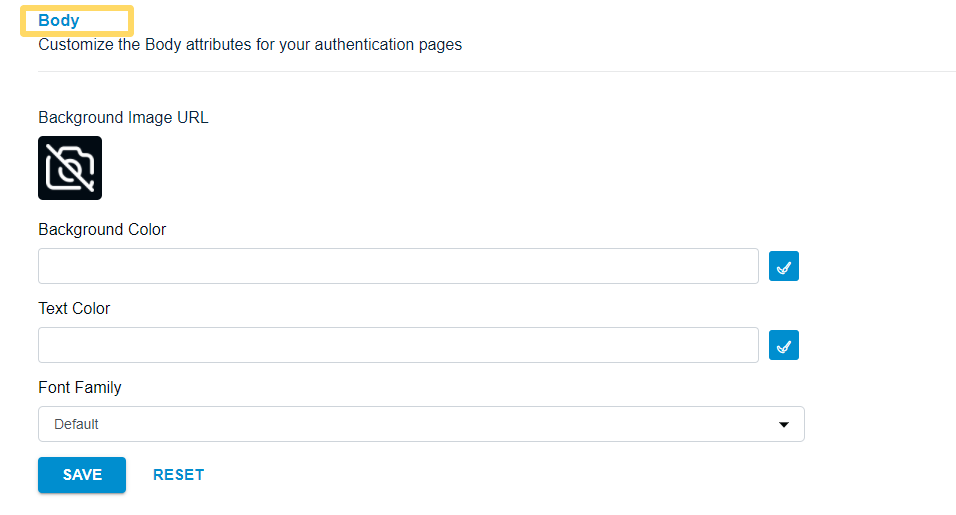 Body
Customize the Body attributes for your authentication pages
Background Image URL
Background Color
Text Color
Font Family
Default
SAVE RESET